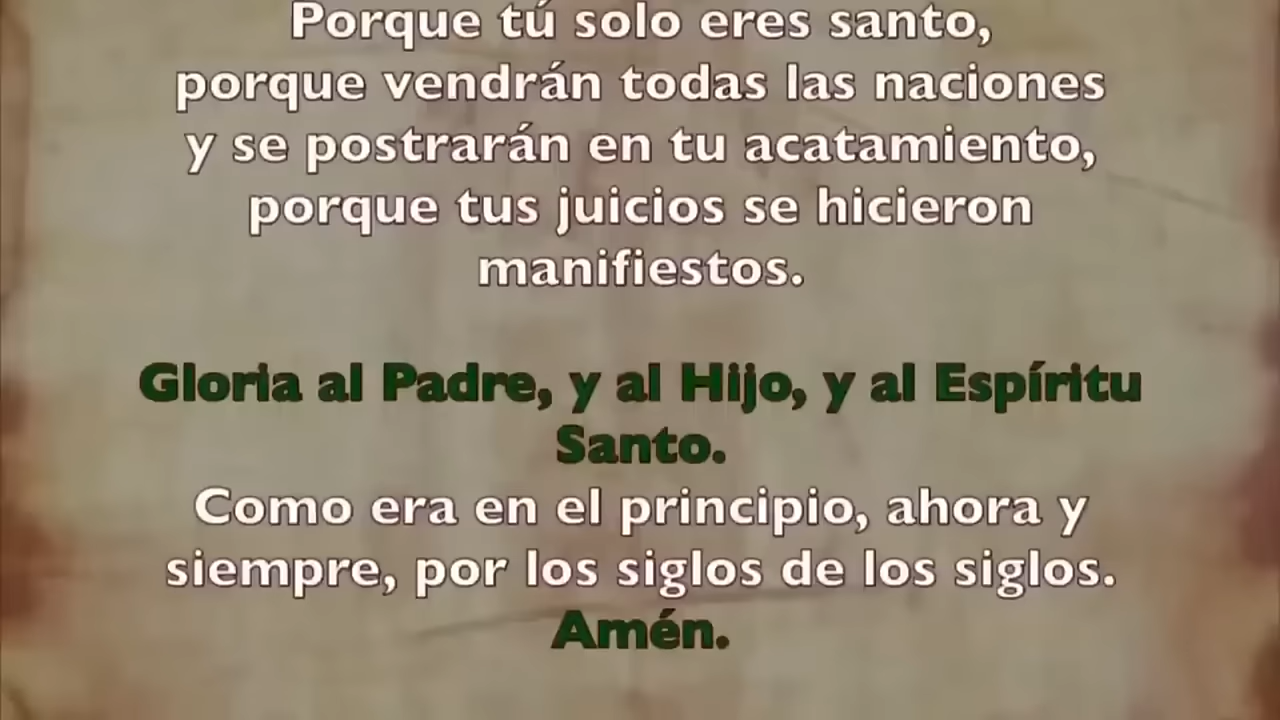 Porque tú solo eres santo,
porque vendrán todas las naciones
y se postrarán en tu acatamiento,
porque tus juicios se hicieron
manifiestos.
Gloria al Padre, y al Hijo, y al Espíritu
Santo.
Como era en el principio, ahora y
siempre, por los siglos de los siglos.
Amén.